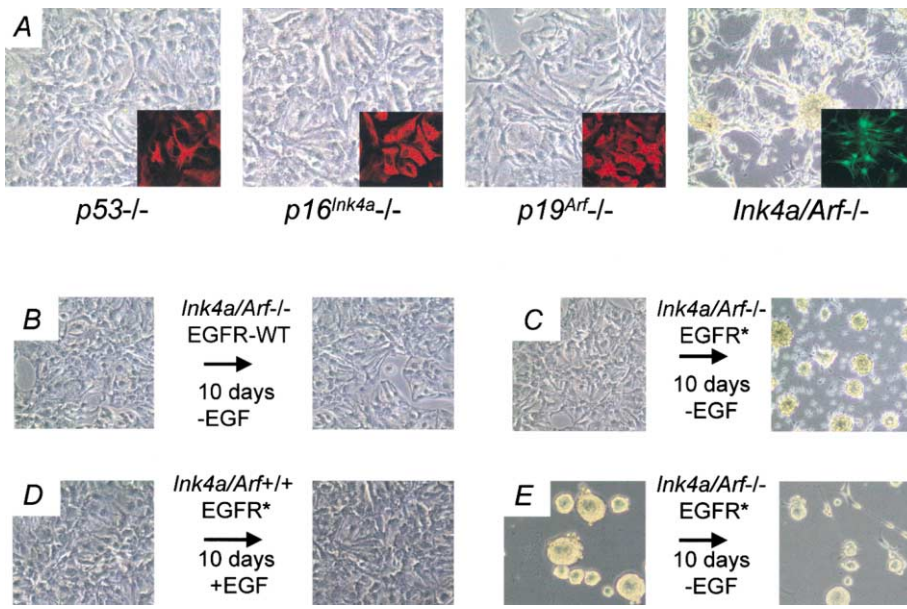 A
p53-/-
p16Ink4a-/-
p19Arf-/-
Ink4a/Arf-/-
B
Ink4a/Arf-/-
EGFR-WT
10 days
-EGF
C
Ink4a/Arf-/-
EGFR*
10 days
-EGF
D
Ink4a/Arf+/+
EGFR*
10 days
+EGF
E
Ink4a/Arf-/-
EGFR*
10 days
-EGF